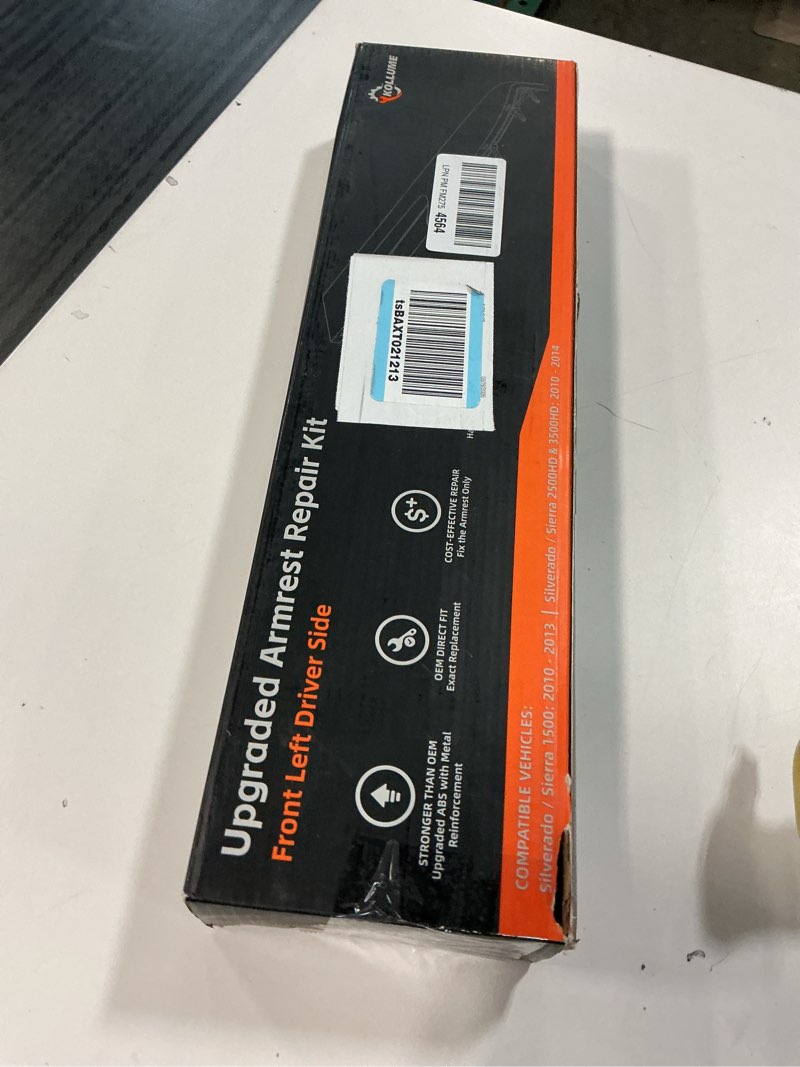 KOLLUMIE
LPN PM FM275 4564
tsBAXT021213
Upgraded Armrest Repair Kit
Front Left Driver Side
STRONGER THAN OEM
Upgraded ABS with Metal
Reinforcement
OEM DIRECT FIT
Exact Replacement
COST-EFFECTIVE REPAIR
Fix the Armrest Only
Ha
COMPATIBLE VEHICLES:
Silverado / Sierra 1500: 2010 - 2013 | Silverado / Sierra 2500HD & 3500HD: 2010 - 2014